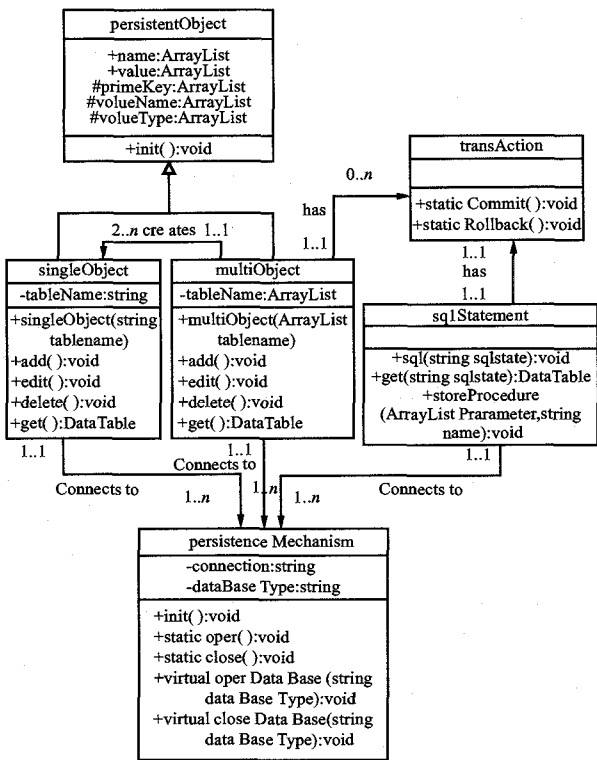 persistentObject
+name:ArrayList
+value:ArrayList
#primeKey:ArrayList
#volueName:ArrayList
#volueType:ArrayList
+init( ):void
transAction
+static Commit( ):void
+static Rollback( ):void
0..n
has
1..1
2..n cre ates 1..1
1..1
has
1..1
singleObject
-tableName:string
+singleObject(string
tablename)
+add( ):void
+edit( ):void
+delete( ):void
+get( ):DataTable
multiObject
-tableName:ArrayList
+multiObject(ArrayList
tablename)
+add( ):void
+edit( ):void
+delete( ):void
+get( ):DataTable
sq1Statement
+sql(string sqlstate):void
+get(string sqlstate):DataTable
+storeProcedure
(ArrayList Prarameter,string
name):void
1..1
Connects to
1..n
1..1
Connects to
1..n
1..1
Connects to
1..n
persistence Mechanism
-connection:string
-dataBase Type:string
+init( ):void
+static oper( ):void
+static close( ):void
+virtual oper Data Base (string
data Base Type):void
+virtual close Data Base(string
data Base Type):void